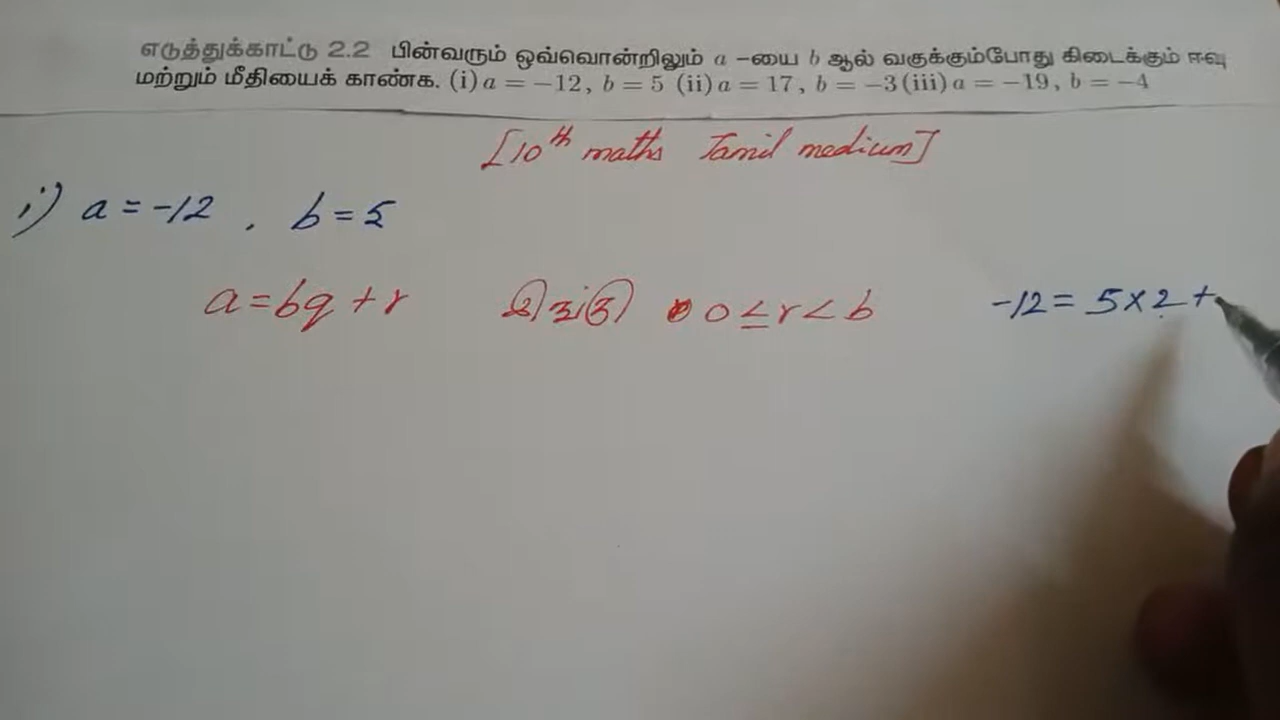 எடுத்துக்காட்டு 2.2 பின்வரும் ஒவ்வொன்றிலும் a -யை b ஆல் வகுக்கும்போது கிடைக்கும் ஈவு
மற்றும் மீதியைக் காண்க. (i) a = −12, b = 5 (ii) a = 17, b = −3 (iii) a = −19, b = −4
[10th maths Tamil medium]
i) a = -12 , b = 5
a = bq + r இங்கு 0 ≤ r < b -12 = 5 × 2 +